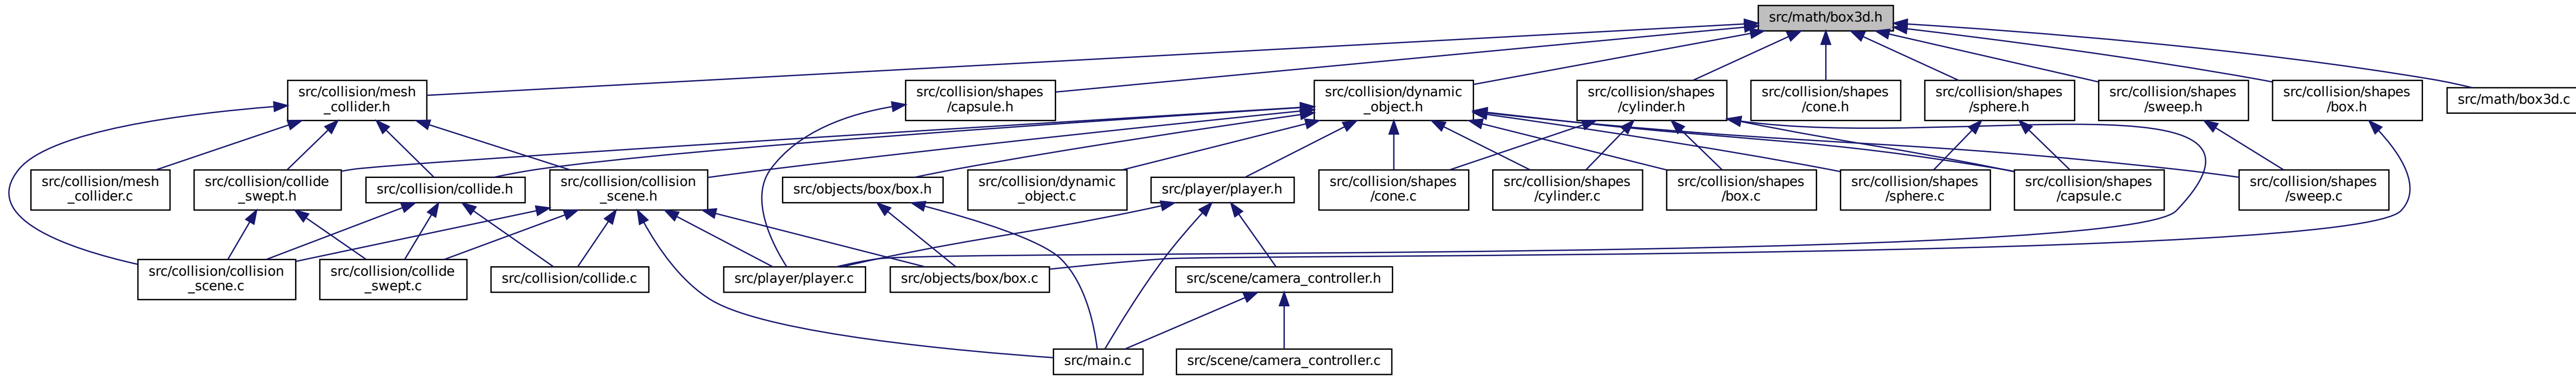 src/math/box3d.h
src/collision/mesh
_collider.h
src/collision/shapes
/capsule.h
src/collision/dynamic
_object.h
src/collision/shapes
/cylinder.h
src/collision/shapes
/cone.h
src/collision/shapes
/sphere.h
src/collision/shapes
/sweep.h
src/collision/shapes
/box.h
src/math/box3d.c
src/collision/mesh
_collider.c
src/collision/collide
_swept.h
src/collision/collide.h
src/collision/collision
_scene.h
src/objects/box/box.h
src/collision/dynamic
_object.c
src/player/player.h
src/collision/shapes
/cone.c
src/collision/shapes
/cylinder.c
src/collision/shapes
/box.c
src/collision/shapes
/sphere.c
src/collision/shapes
/capsule.c
src/collision/shapes
/sweep.c
src/collision/collision
_scene.c
src/collision/collide
_swept.c
src/collision/collide.c
src/player/player.c
src/objects/box/box.c
src/scene/camera_controller.h
src/main.c
src/scene/camera_controller.c